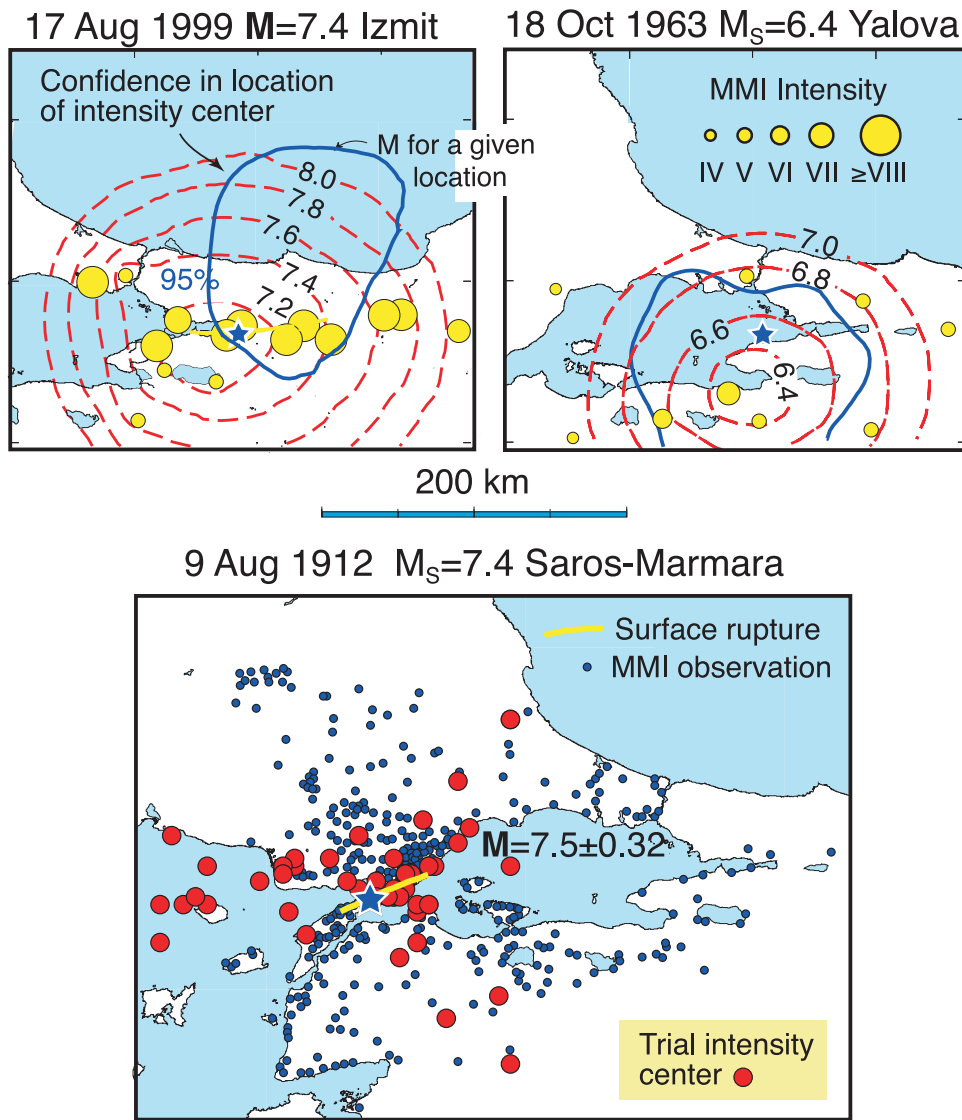 17 Aug 1999 M=7.4 Izmit
Confidence in location
of intensity center
M for a given
location
8.0
7.8
7.6
7.4
7.2
95%
18 Oct 1963 MS=6.4 Yalova
MMI Intensity
IV V VI VII ≥VIII
7.0
6.8
6.6
6.4
200 km
9 Aug 1912 MS=7.4 Saros-Marmara
Surface rupture
MMI observation
M=7.5±0.32
Trial intensity
center